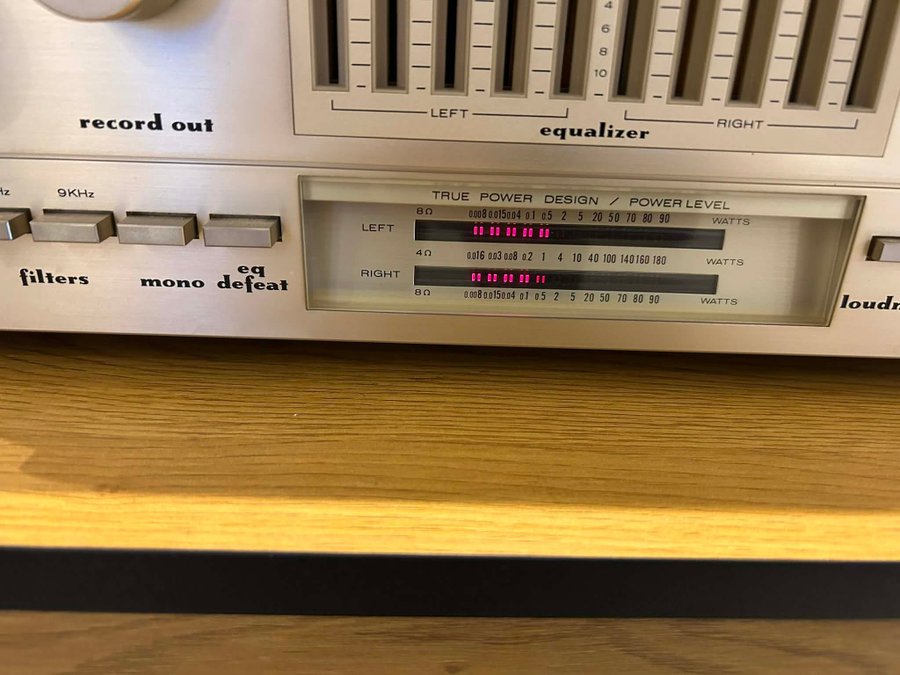 4
6
8
10
LEFT
RIGHT
equalizer
record out
9KHz
filters
mono
eq
defeat
TRUE POWER DESIGN / POWER LEVEL
8Ω 0.008 0.015 0.04 0.1 0.5 2 5 20 50 70 80 90 WATTS
LEFT
4Ω 0.016 0.03 0.08 0.2 1 4 10 40 100 140 160 180 WATTS
RIGHT
8Ω 0.008 0.015 0.04 0.1 0.5 2 5 20 50 70 80 90 WATTS